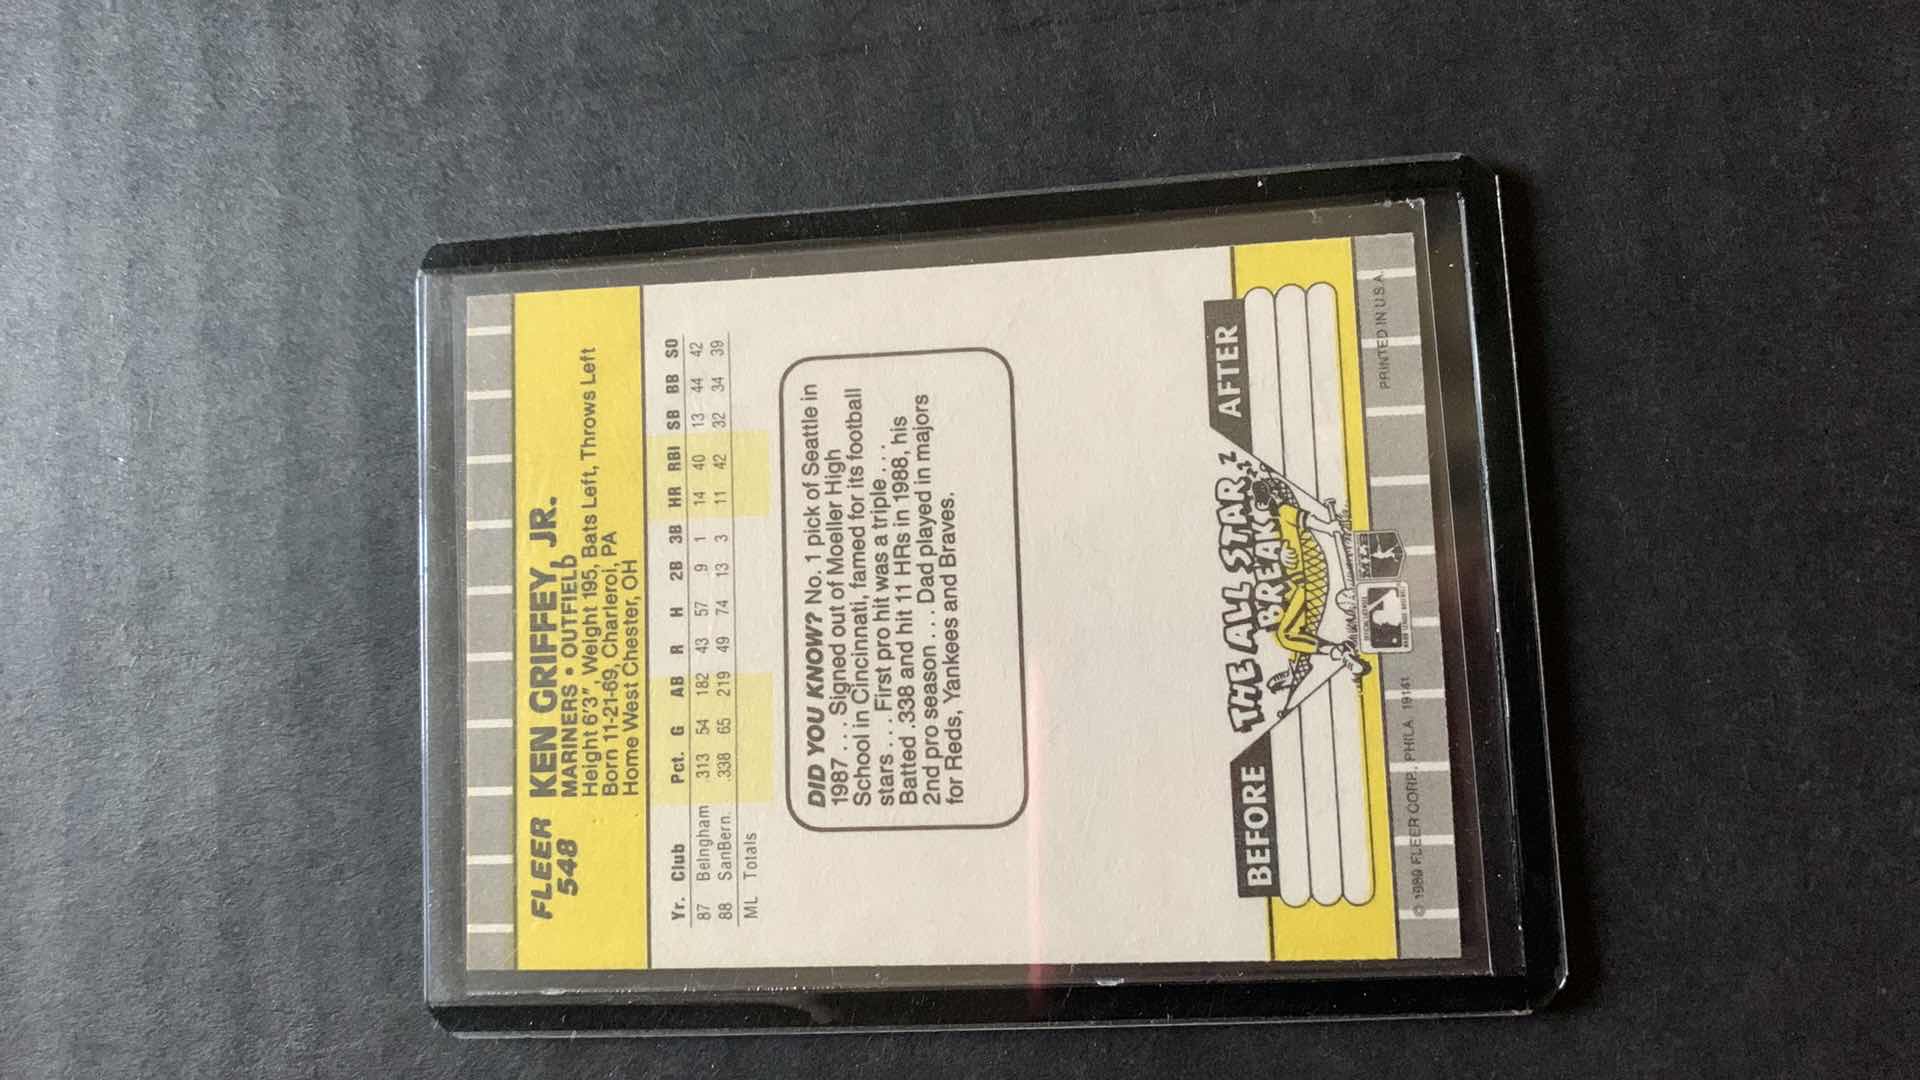 FLEER KEN GRIFFEY, JR.
548 MARINERS • OUTFIELD
Height 6'3", Weight 195, Bats Left, Throws Left
Born 11-21-69, Charleroi, PA
Home West Chester, OH
Yr. Club Pct. G AB R H 2B 3B HR RBI SB BB SO
87 Belngham 313 54 182 43 57 9 1 14 40 13 44 42
88 SanBern. .338 65 219 49 74 13 3 11 42 32 34 39
ML Totals
DID YOU KNOW? No. 1 pick of Seattle in
1987 . . . Signed out of Moeller High
School in Cincinnati, famed for its football
stars . . . First pro hit was a triple . . .
Batted .338 and hit 11 HRs in 1988, his
2nd pro season . . . Dad played in majors
for Reds, Yankees and Braves.
BEFORE THE ALL STAR BREAK AFTER
Z Z Z
MLB
© 1989 FLEER CORP., PHILA. 19141 PRINTED IN U.S.A.